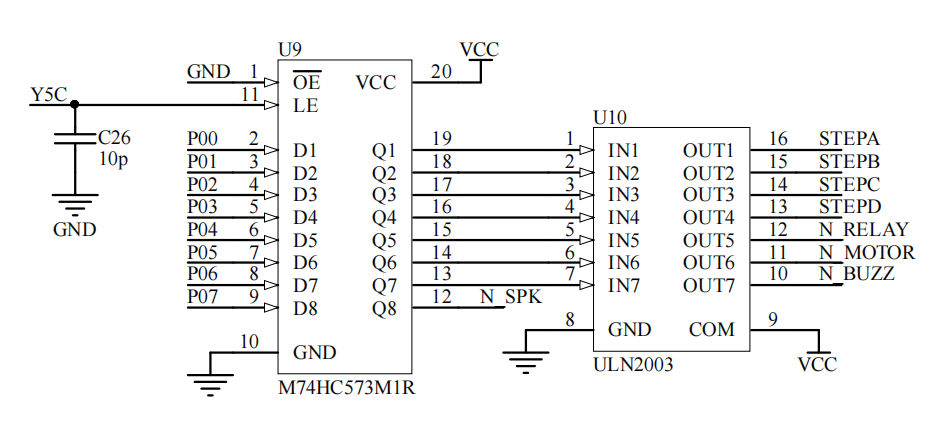 U9
VCC
GND 1 OE VCC 20
Y5C 11 LE
U10
P00 2 D1 Q1 19 1 IN1 OUT1 16 STEPA
P01 3 D2 Q2 18 2 IN2 OUT2 15 STEPB
P02 4 D3 Q3 17 3 IN3 OUT3 14 STEPC
P03 5 D4 Q4 16 4 IN4 OUT4 13 STEPD
P04 6 D5 Q5 15 5 IN5 OUT5 12 N_RELAY
P05 7 D6 Q6 14 6 IN6 OUT6 11 N_MOTOR
P06 8 D7 Q7 13 7 IN7 OUT7 10 N_BUZZ
P07 9 D8 Q8 12 N_SPK
C26
10p
GND
10 GND
8 GND COM 9
VCC
M74HC573M1R
ULN2003